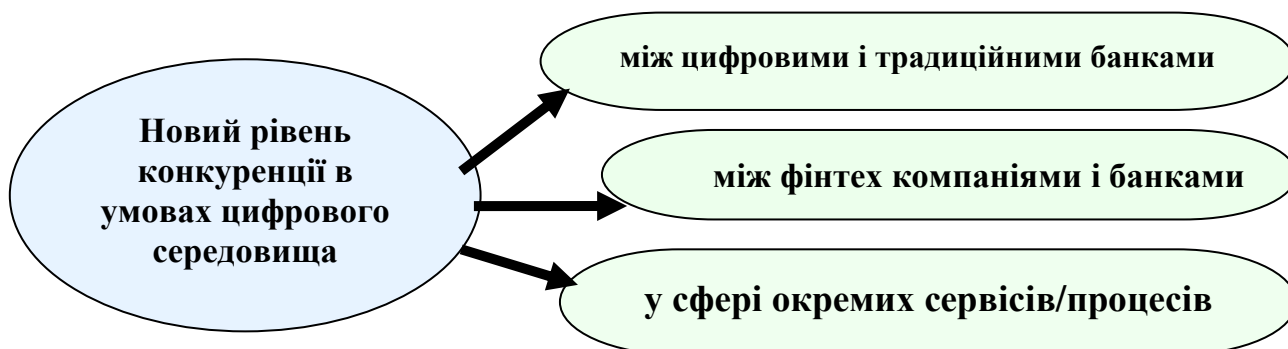 Новий рівень
конкуренції в
умовах цифрового
середовища
між цифровими і традиційними банками
між фінтех компаніями і банками
у сфері окремих сервісів/процесів